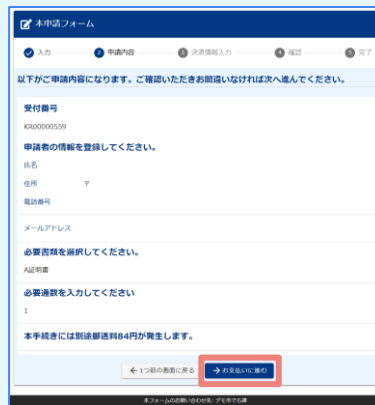 本申請フォーム
入力 2 申請内容 3 決済情報入力 4 確認 5 完了
以下がご申請内容になります。ご確認いただきお間違いなければ次へ進んでください。
受付番号
KR00000559
申請者の情報を登録してください。
氏名
住所 〒
電話番号
メールアドレス
必要書類を選択してください。
A証明書
必要通数を入力してください
1
本手続きには別途郵送料84円が発生します。
←1つ前の画面に戻る →お支払いに進む
本フォームのお問い合わせ先: デモ市でも課